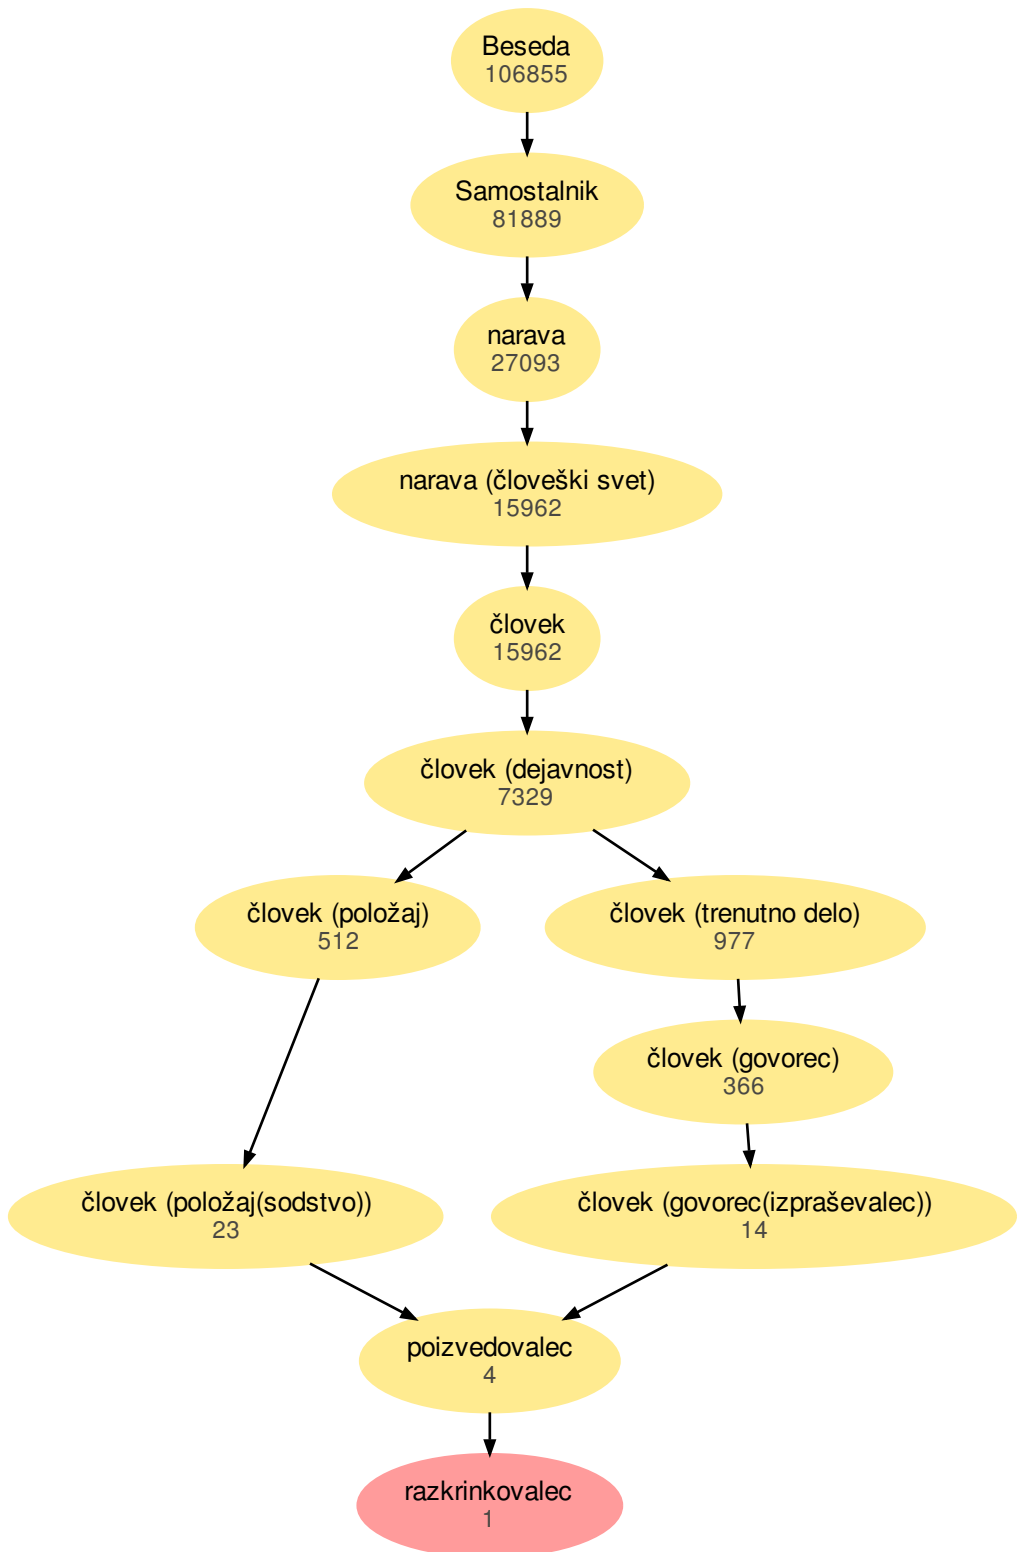 Beseda
106855
Samostalnik
81889
narava
27093
narava (človeški svet)
15962
človek
15962
človek (dejavnost)
7329
človek (položaj)
512
človek (trenutno delo)
977
človek (govorec)
366
človek (položaj(sodstvo))
23
človek (govorec(izpraševalec))
14
poizvedovalec
4
razkrinkovalec
1